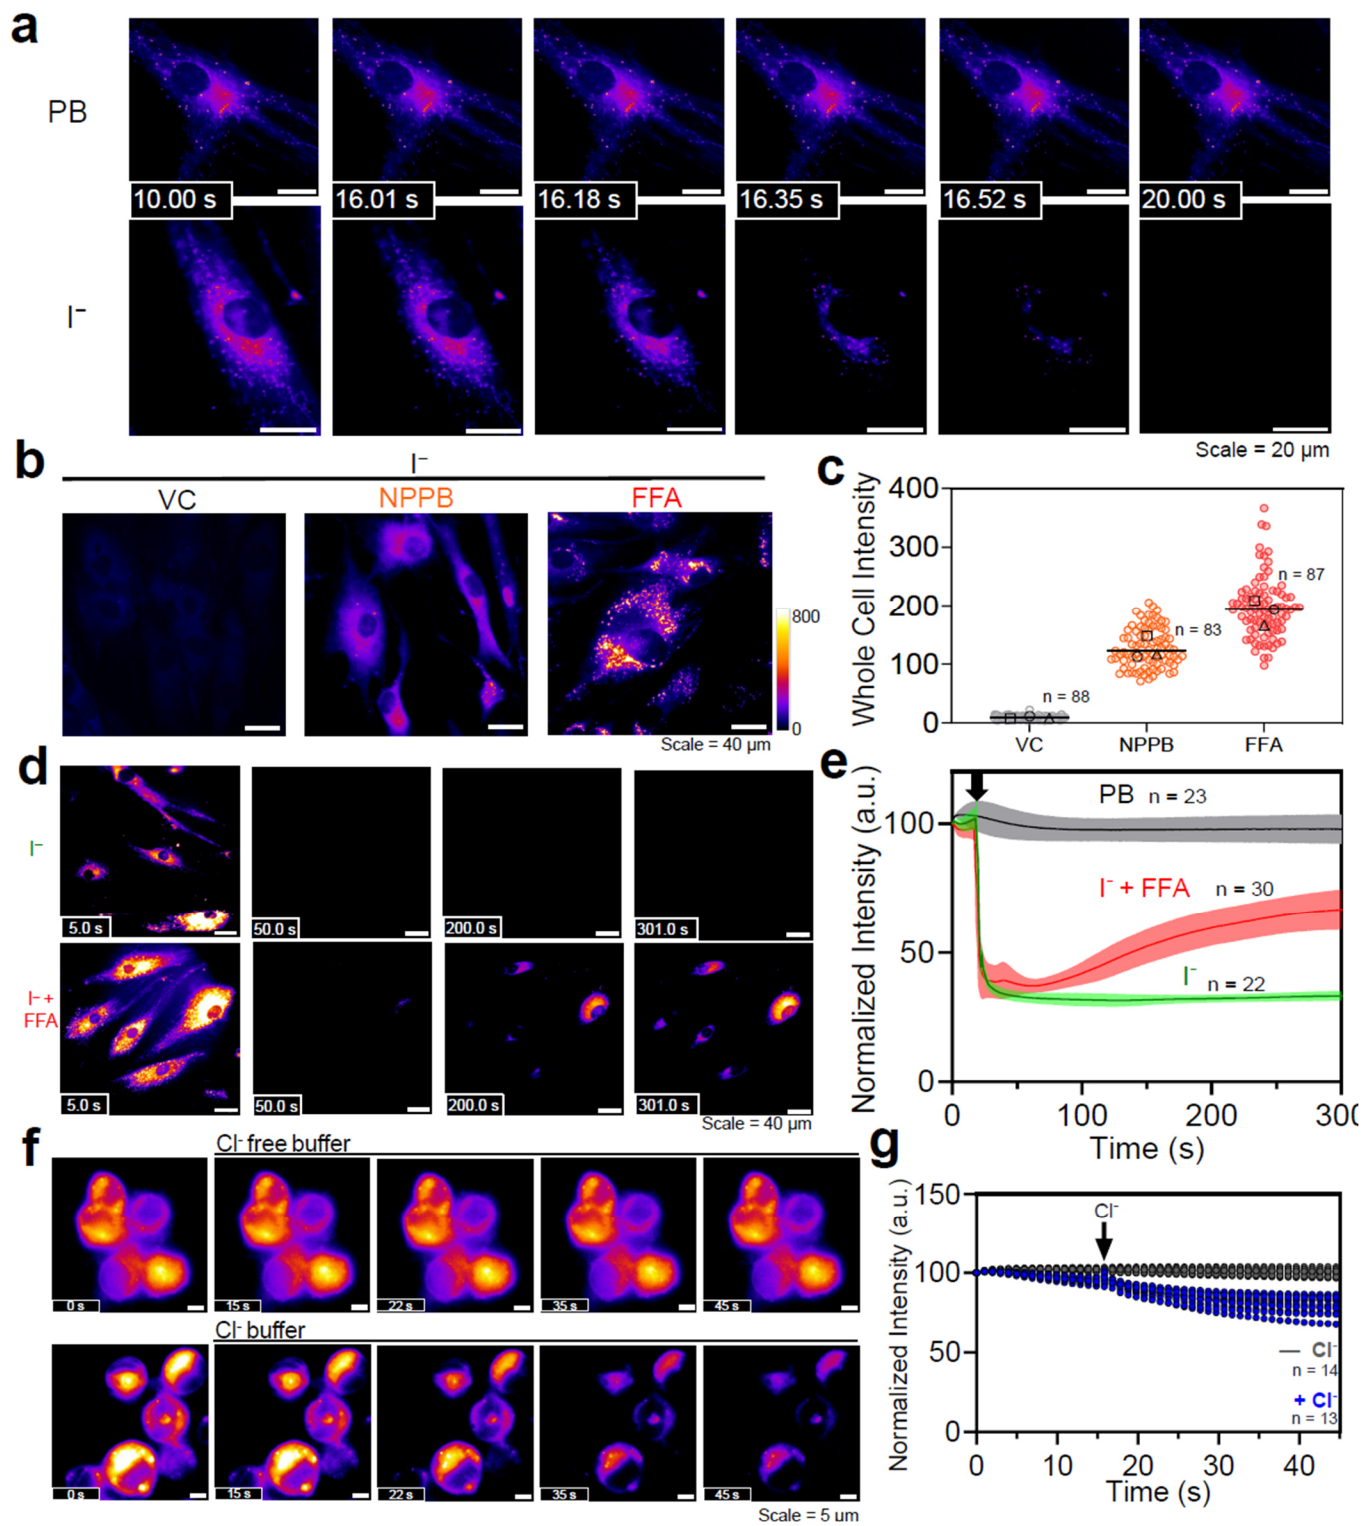 a
PB
10.00 s
16.01 s
16.18 s
16.35 s
16.52 s
20.00 s
I⁻
Scale = 20 µm
b
I⁻
VC
NPPB
FFA
800
0
Scale = 40 µm
c
Whole Cell Intensity
400
300
200
100
0
n = 88
n = 83
n = 87
VC
NPPB
FFA
d
I⁻
5.0 s
50.0 s
200.0 s
301.0 s
I⁻ +
FFA
5.0 s
50.0 s
200.0 s
301.0 s
Scale = 40 µm
e
Normalized Intensity (a.u.)
100
50
0
PB n = 23
I⁻ + FFA n = 30
I⁻ n = 22
0
100
200
300
Time (s)
f
Cl⁻ free buffer
0 s
15 s
22 s
35 s
45 s
Cl⁻ buffer
0 s
15 s
22 s
35 s
45 s
Scale = 5 µm
g
Normalized Intensity (a.u.)
150
100
50
0
Cl⁻
— Cl⁻
n = 14
+ Cl⁻
n = 13
0
10
20
30
40
Time (s)